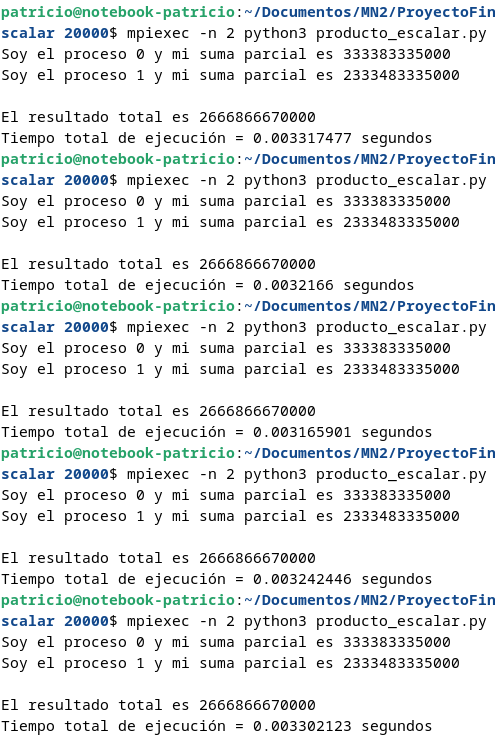 patricio@notebook-patricio:~/Documentos/MN2/ProyectoFin
scalar 20000$ mpiexec -n 2 python3 producto_escalar.py
Soy el proceso 0 y mi suma parcial es 333383335000
Soy el proceso 1 y mi suma parcial es 2333483335000
El resultado total es 2666866670000
Tiempo total de ejecución = 0.003317477 segundos
patricio@notebook-patricio:~/Documentos/MN2/ProyectoFin
scalar 20000$ mpiexec -n 2 python3 producto_escalar.py
Soy el proceso 0 y mi suma parcial es 333383335000
Soy el proceso 1 y mi suma parcial es 2333483335000
El resultado total es 2666866670000
Tiempo total de ejecución = 0.0032166 segundos
patricio@notebook-patricio:~/Documentos/MN2/ProyectoFin
scalar 20000$ mpiexec -n 2 python3 producto_escalar.py
Soy el proceso 0 y mi suma parcial es 333383335000
Soy el proceso 1 y mi suma parcial es 2333483335000
El resultado total es 2666866670000
Tiempo total de ejecución = 0.003165901 segundos
patricio@notebook-patricio:~/Documentos/MN2/ProyectoFin
scalar 20000$ mpiexec -n 2 python3 producto_escalar.py
Soy el proceso 0 y mi suma parcial es 333383335000
Soy el proceso 1 y mi suma parcial es 2333483335000
El resultado total es 2666866670000
Tiempo total de ejecución = 0.003242446 segundos
patricio@notebook-patricio:~/Documentos/MN2/ProyectoFin
scalar 20000$ mpiexec -n 2 python3 producto_escalar.py
Soy el proceso 0 y mi suma parcial es 333383335000
Soy el proceso 1 y mi suma parcial es 2333483335000
El resultado total es 2666866670000
Tiempo total de ejecución = 0.003302123 segundos